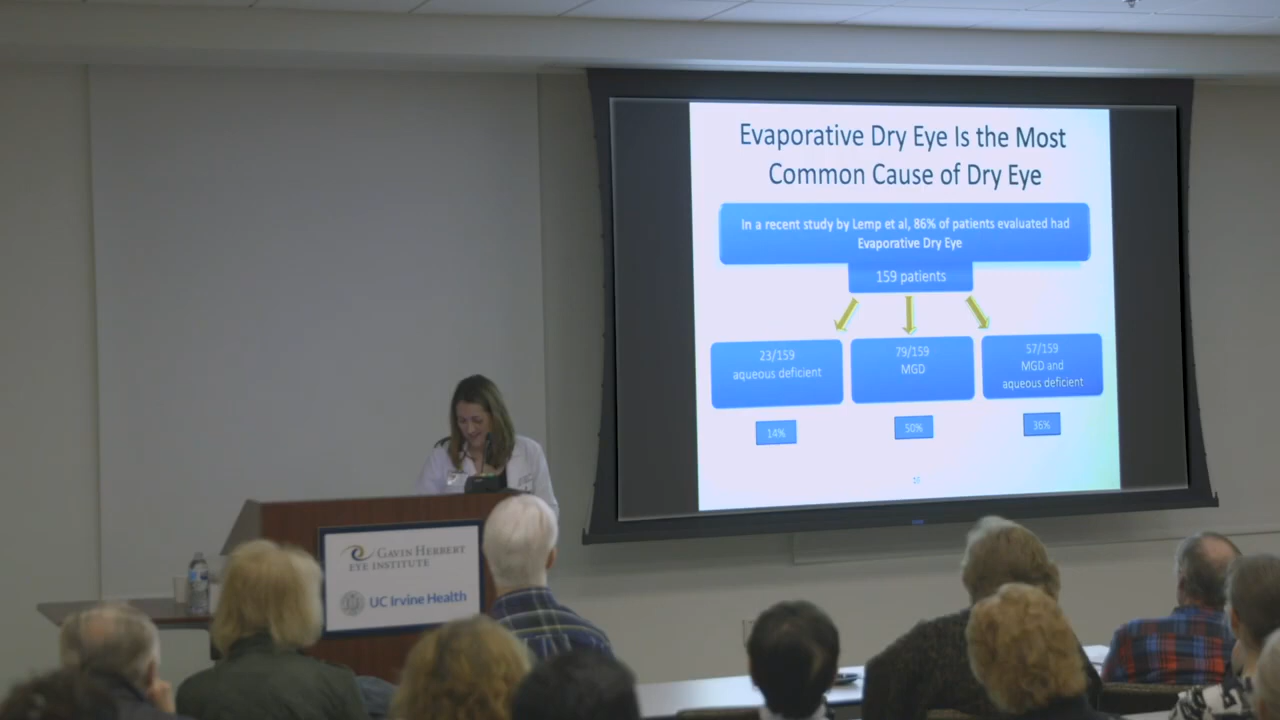 Evaporative Dry Eye Is the Most
Common Cause of Dry Eye
In a recent study by Lemp et al, 86% of patients evaluated had
Evaporative Dry Eye
159 patients
23/159
aqueous deficient
79/159
MGD
57/159
MGD and
aqueous deficient
14%
50%
36%
GAVIN HERBERT
EYE INSTITUTE
UC Irvine Health